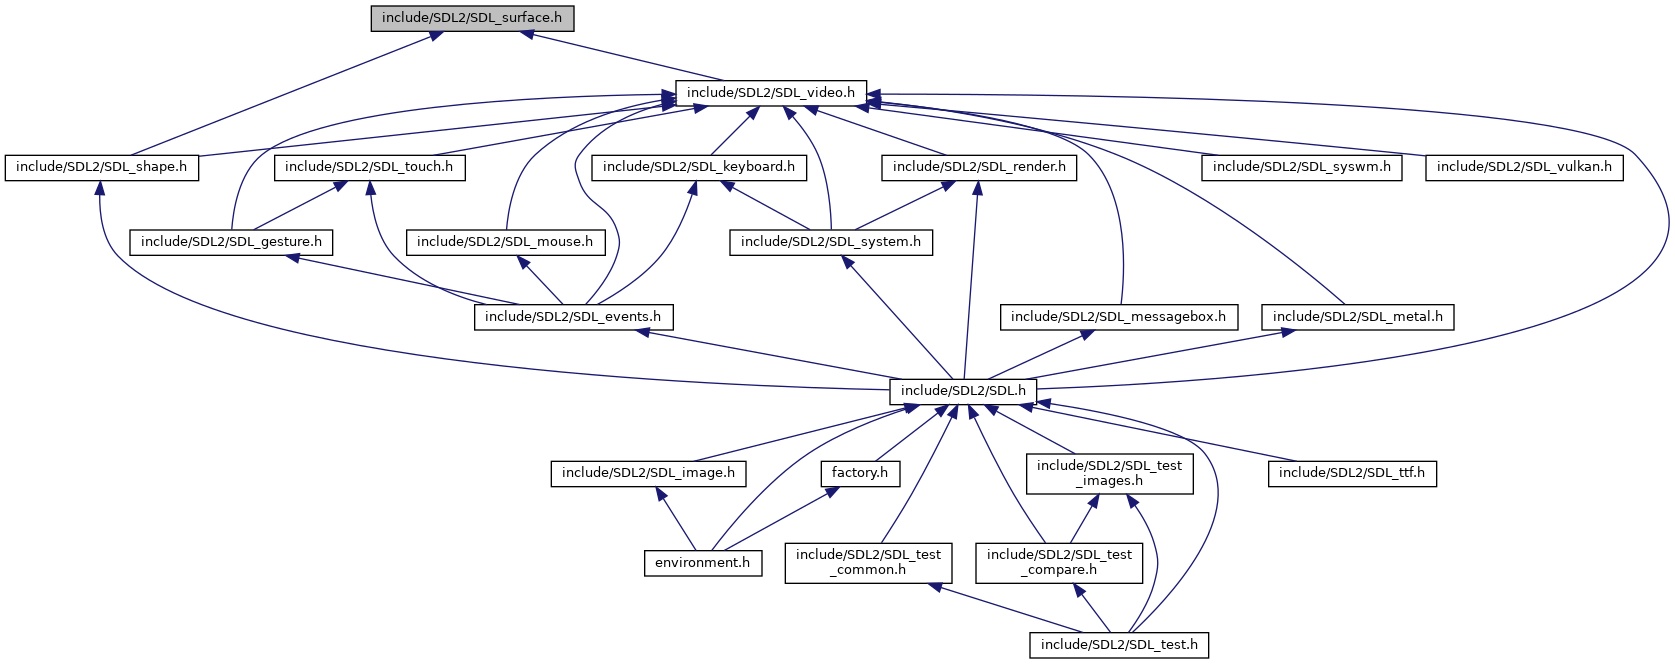 include/SDL2/SDL_surface.h
include/SDL2/SDL_video.h
include/SDL2/SDL_shape.h
include/SDL2/SDL_touch.h
include/SDL2/SDL_keyboard.h
include/SDL2/SDL_render.h
include/SDL2/SDL_syswm.h
include/SDL2/SDL_vulkan.h
include/SDL2/SDL_gesture.h
include/SDL2/SDL_mouse.h
include/SDL2/SDL_system.h
include/SDL2/SDL_events.h
include/SDL2/SDL_messagebox.h
include/SDL2/SDL_metal.h
include/SDL2/SDL.h
include/SDL2/SDL_image.h
factory.h
include/SDL2/SDL_test
_images.h
include/SDL2/SDL_ttf.h
environment.h
include/SDL2/SDL_test
_common.h
include/SDL2/SDL_test
_compare.h
include/SDL2/SDL_test.h